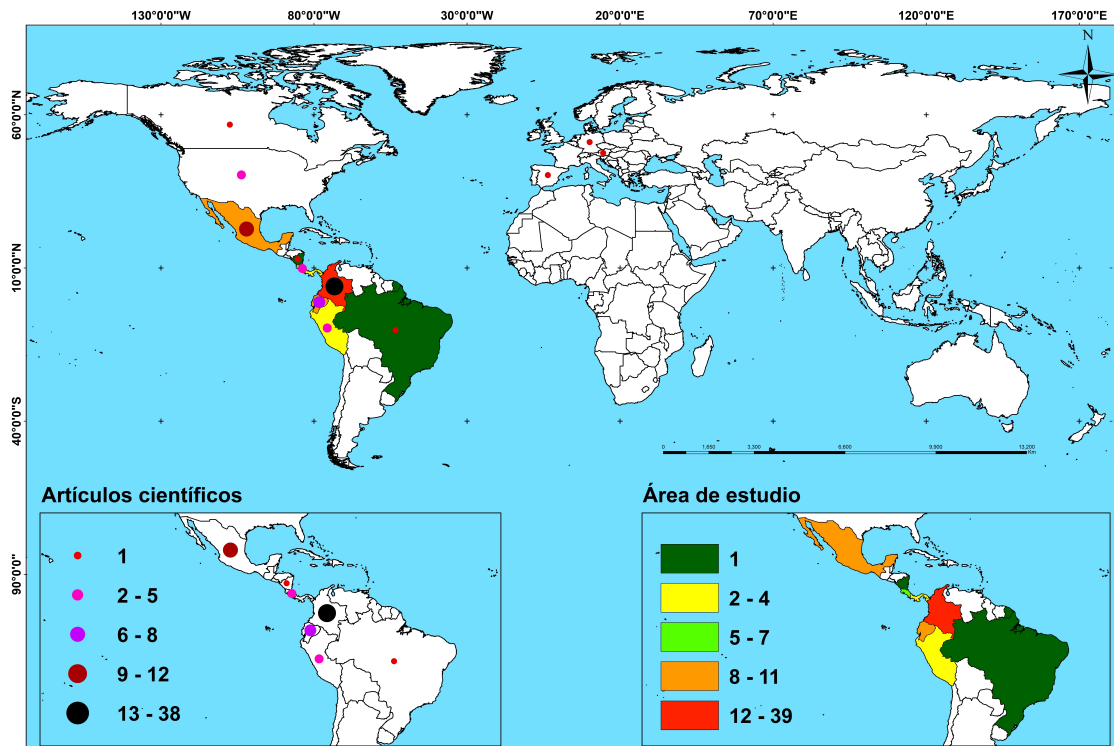 130°0'0"W 80°0'0"W 30°0'0"W 20°0'0"E 70°0'0"E 120°0'0"E 170°0'0"E
N
60°0'0"N
10°0'0"N
40°0'0"S
0 1,650 3,300 6,600 9,900 13,200
Km
Artículos científicos
90°0'0"
1
2 - 5
6 - 8
9 - 12
13 - 38
Área de estudio
1
2 - 4
5 - 7
8 - 11
12 - 39